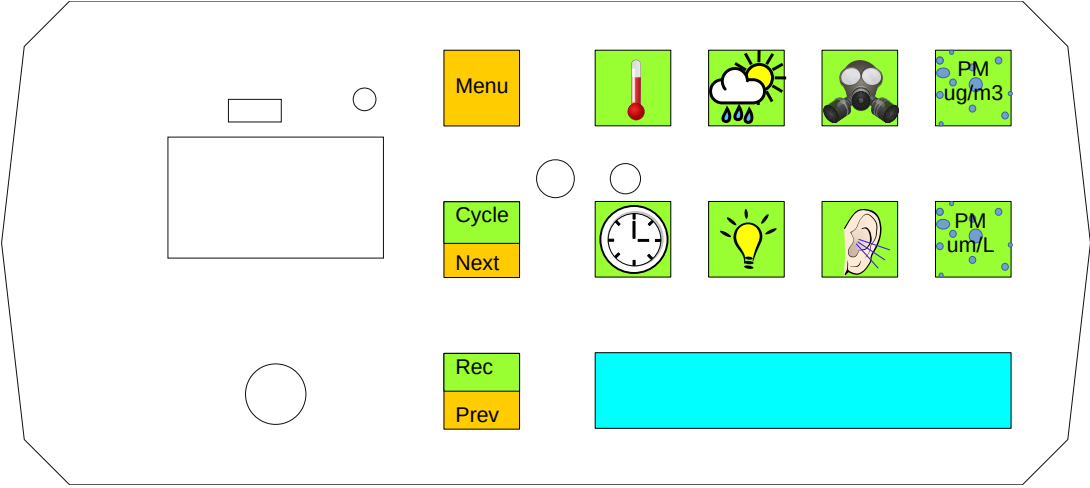 Menu
PM
ug/m3
Cycle
Next
PM
um/L
Rec
Prev